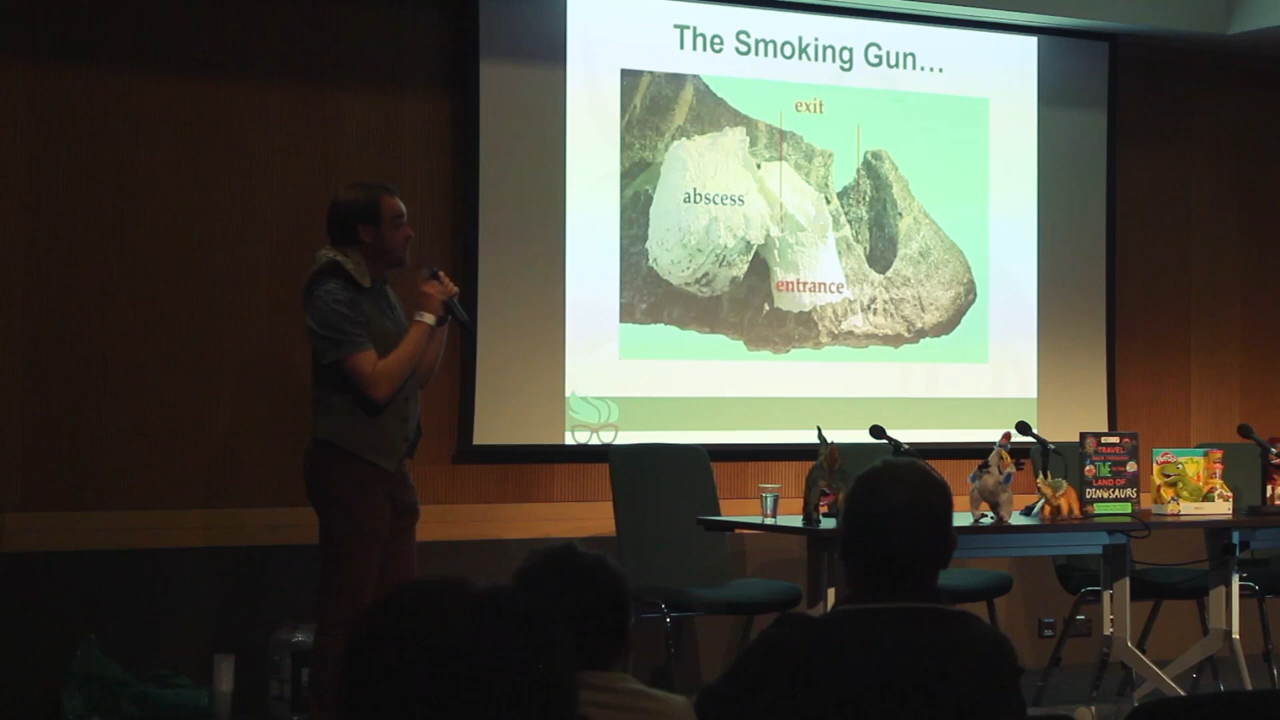 The Smoking Gun...
exit
abscess
entrance
TRAVEL
TIME
LAND OF
DINOSAURS